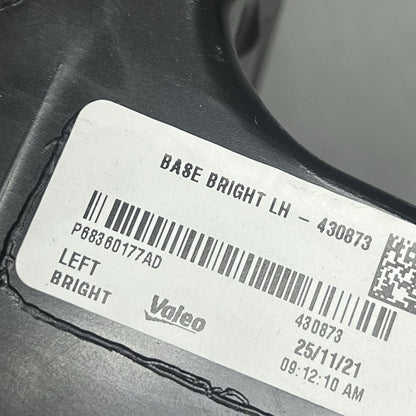 BASE BRIGHT LH - 430873
P68360177AD
LEFT
BRIGHT
Valeo
430873
25/11/21
09:12:10 AM